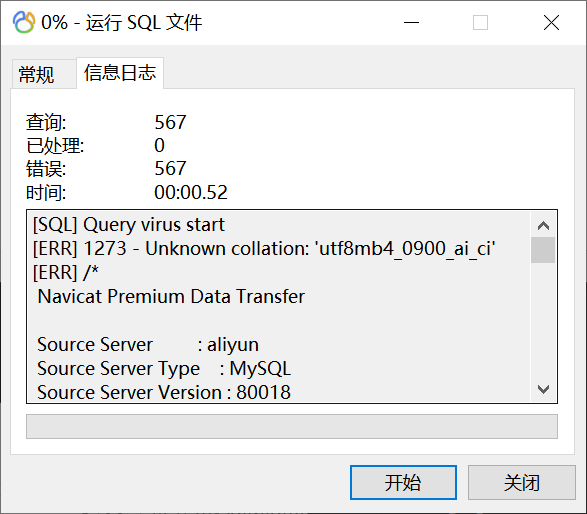 0% - 运行 SQL 文件
常规 信息日志
查询: 567
已处理: 0
错误: 567
时间: 00:00.52
[SQL] Query virus start
[ERR] 1273 - Unknown collation: 'utf8mb4_0900_ai_ci'
[ERR] /*
Navicat Premium Data Transfer
Source Server : aliyun
Source Server Type : MySQL
Source Server Version : 80018
开始 关闭